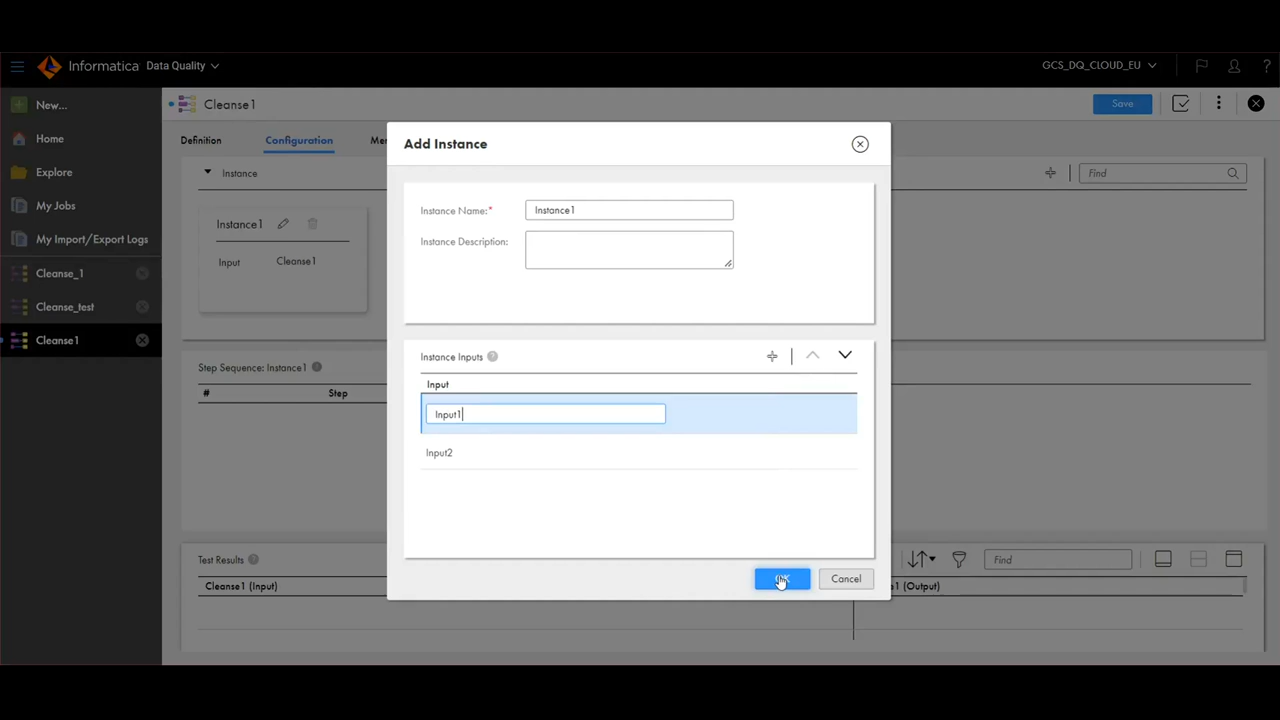 Informatica Data Quality
GCS_DQ_CLOUD_EU
?
New...
Home
Explore
My Jobs
My Import/Export Logs
Cleanse_1
Cleanse_test
Cleanse1
Cleanse1
Save
Definition
Configuration
Instance
Find
Instance1
Input
Cleanse1
Step Sequence: Instance1
#
Step
Test Results
Find
Cleanse1 (Input)
1 (Output)
Add Instance
Instance Name:*
Instance1
Instance Description:
Instance Inputs ?
Input
Input1
Input2
Cancel